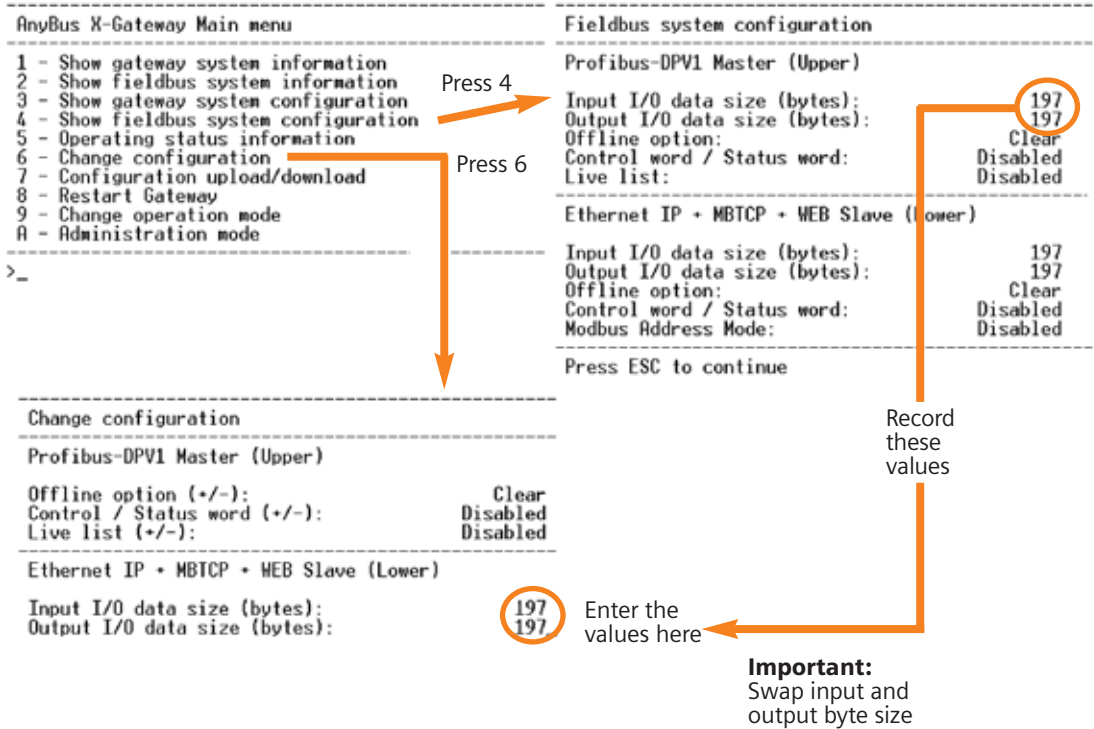 AnyBus X-Gateway Main menu
1 - Show gateway system information
2 - Show fieldbus system information
3 - Show gateway system configuration
4 - Show fieldbus system configuration
5 - Operating status information
6 - Change configuration
7 - Configuration upload/download
8 - Restart Gateway
9 - Change operation mode
A - Administration mode
>_
Press 4
Press 6
Fieldbus system configuration
Profibus-DPV1 Master (Upper)
Input I/O data size (bytes): 197
Output I/O data size (bytes): 197
Offline option: Clear
Control word / Status word: Disabled
Live list: Disabled
Ethernet IP + MBTCP + WEB Slave (Lower)
Input I/O data size (bytes): 197
Output I/O data size (bytes): 197
Offline option: Clear
Control word / Status word: Disabled
Modbus Address Mode: Disabled
Press ESC to continue
Record
these
values
Change configuration
Profibus-DPV1 Master (Upper)
Offline option (+/-): Clear
Control / Status word (+/-): Disabled
Live list (+/-): Disabled
Ethernet IP + MBTCP + WEB Slave (Lower)
Input I/O data size (bytes): 197
Output I/O data size (bytes): 197_
Enter the
values here
Important:
Swap input and
output byte size